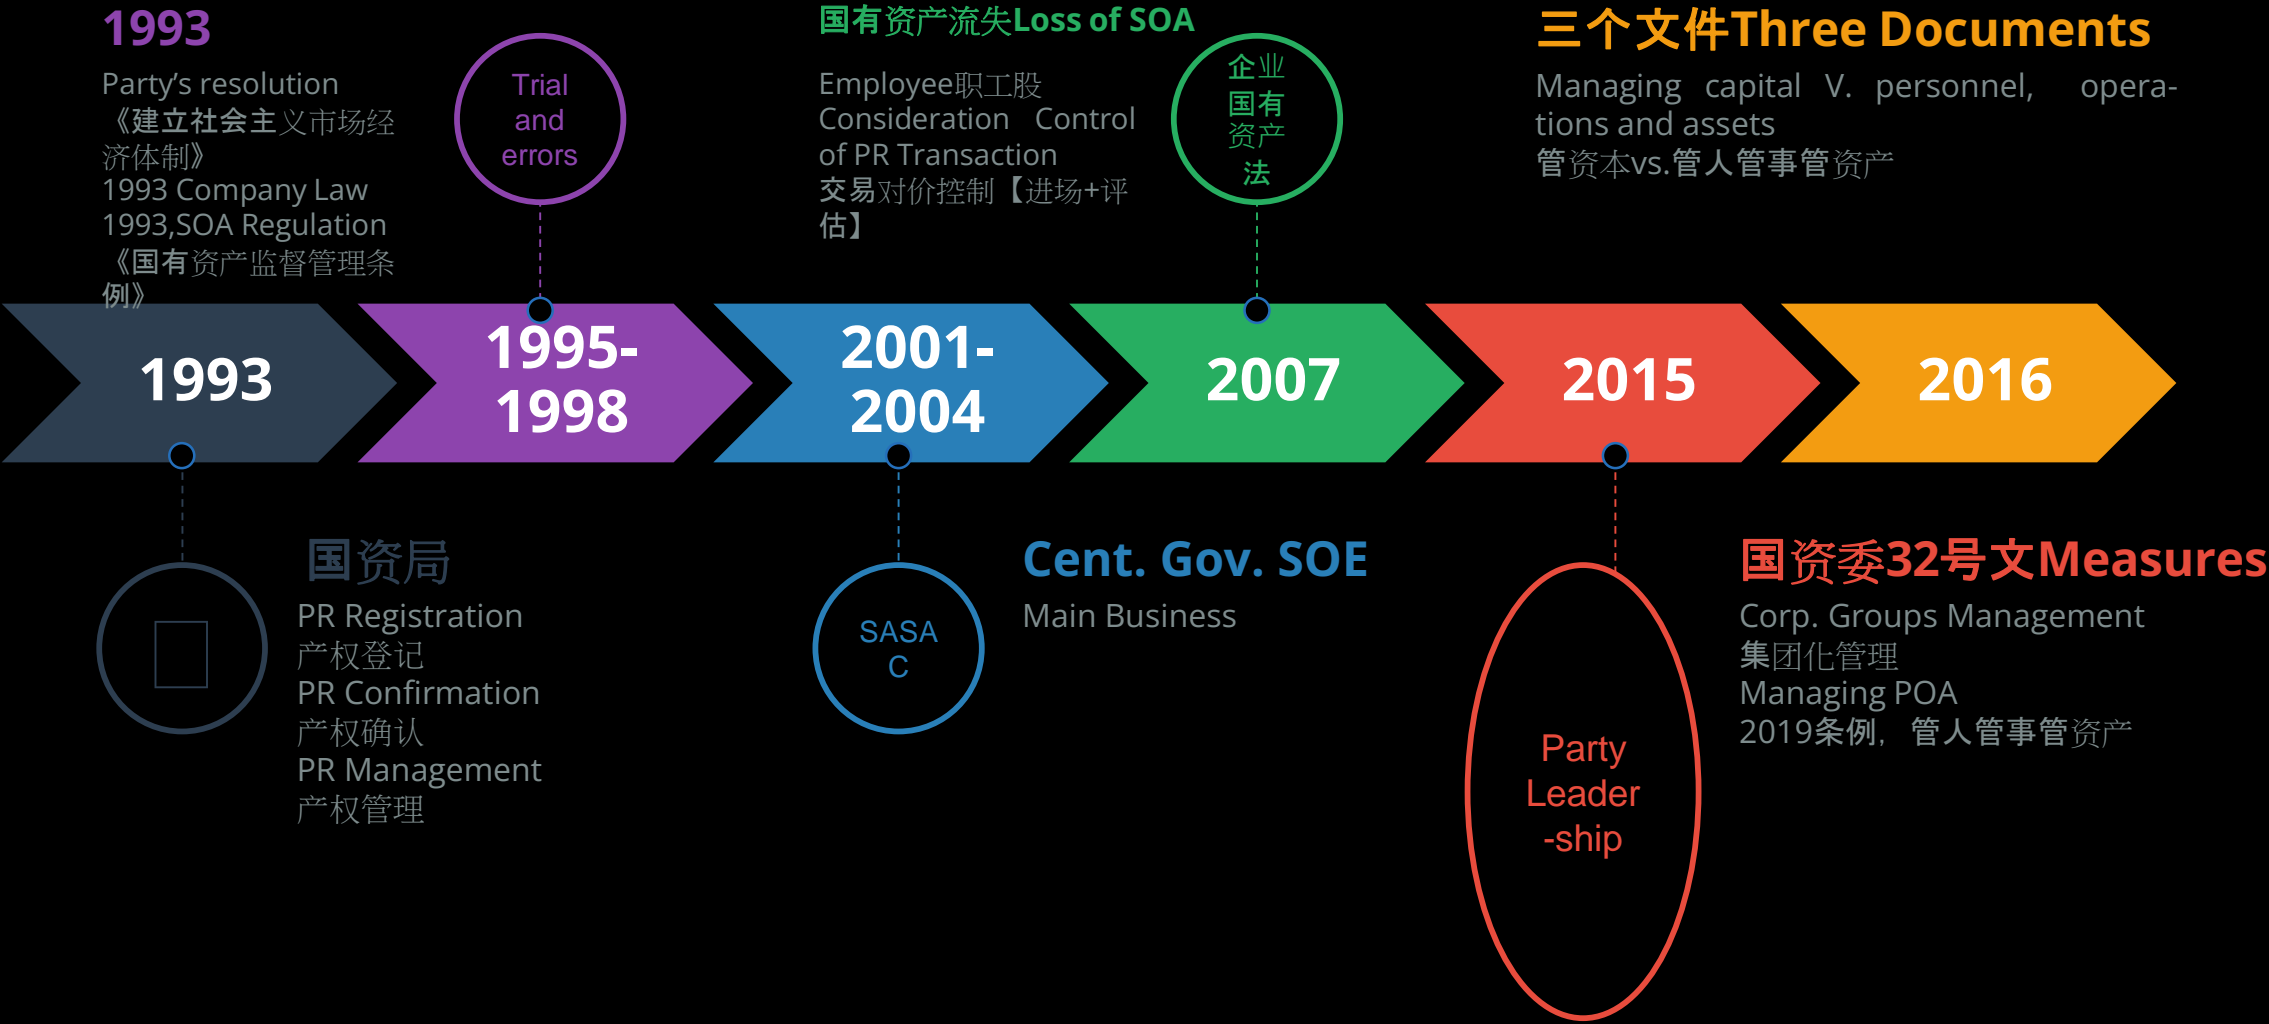 1993
Party’s resolution
《建立社会主义市场经
济体制》
1993 Company Law
1993,SOA Regulation
《国有资产监督管理条
例》
Trial
and
errors
国有资产流失Loss of SOA
Employee职工股
Consideration Control
of PR Transaction
交易对价控制【进场+评
估】
企业
国有
资产
法
三个文件Three Documents
Managing capital V. personnel, opera-
tions and assets
管资本vs.管人管事管资产
1993
1995-
1998
2001-
2004
2007
2015
2016
国资局
PR Registration
产权登记
PR Confirmation
产权确认
PR Management
产权管理
SASA
C
Cent. Gov. SOE
Main Business
Party
Leader
-ship
国资委32号文Measures
Corp. Groups Management
集团化管理
Managing POA
2019条例，管人管事管资产